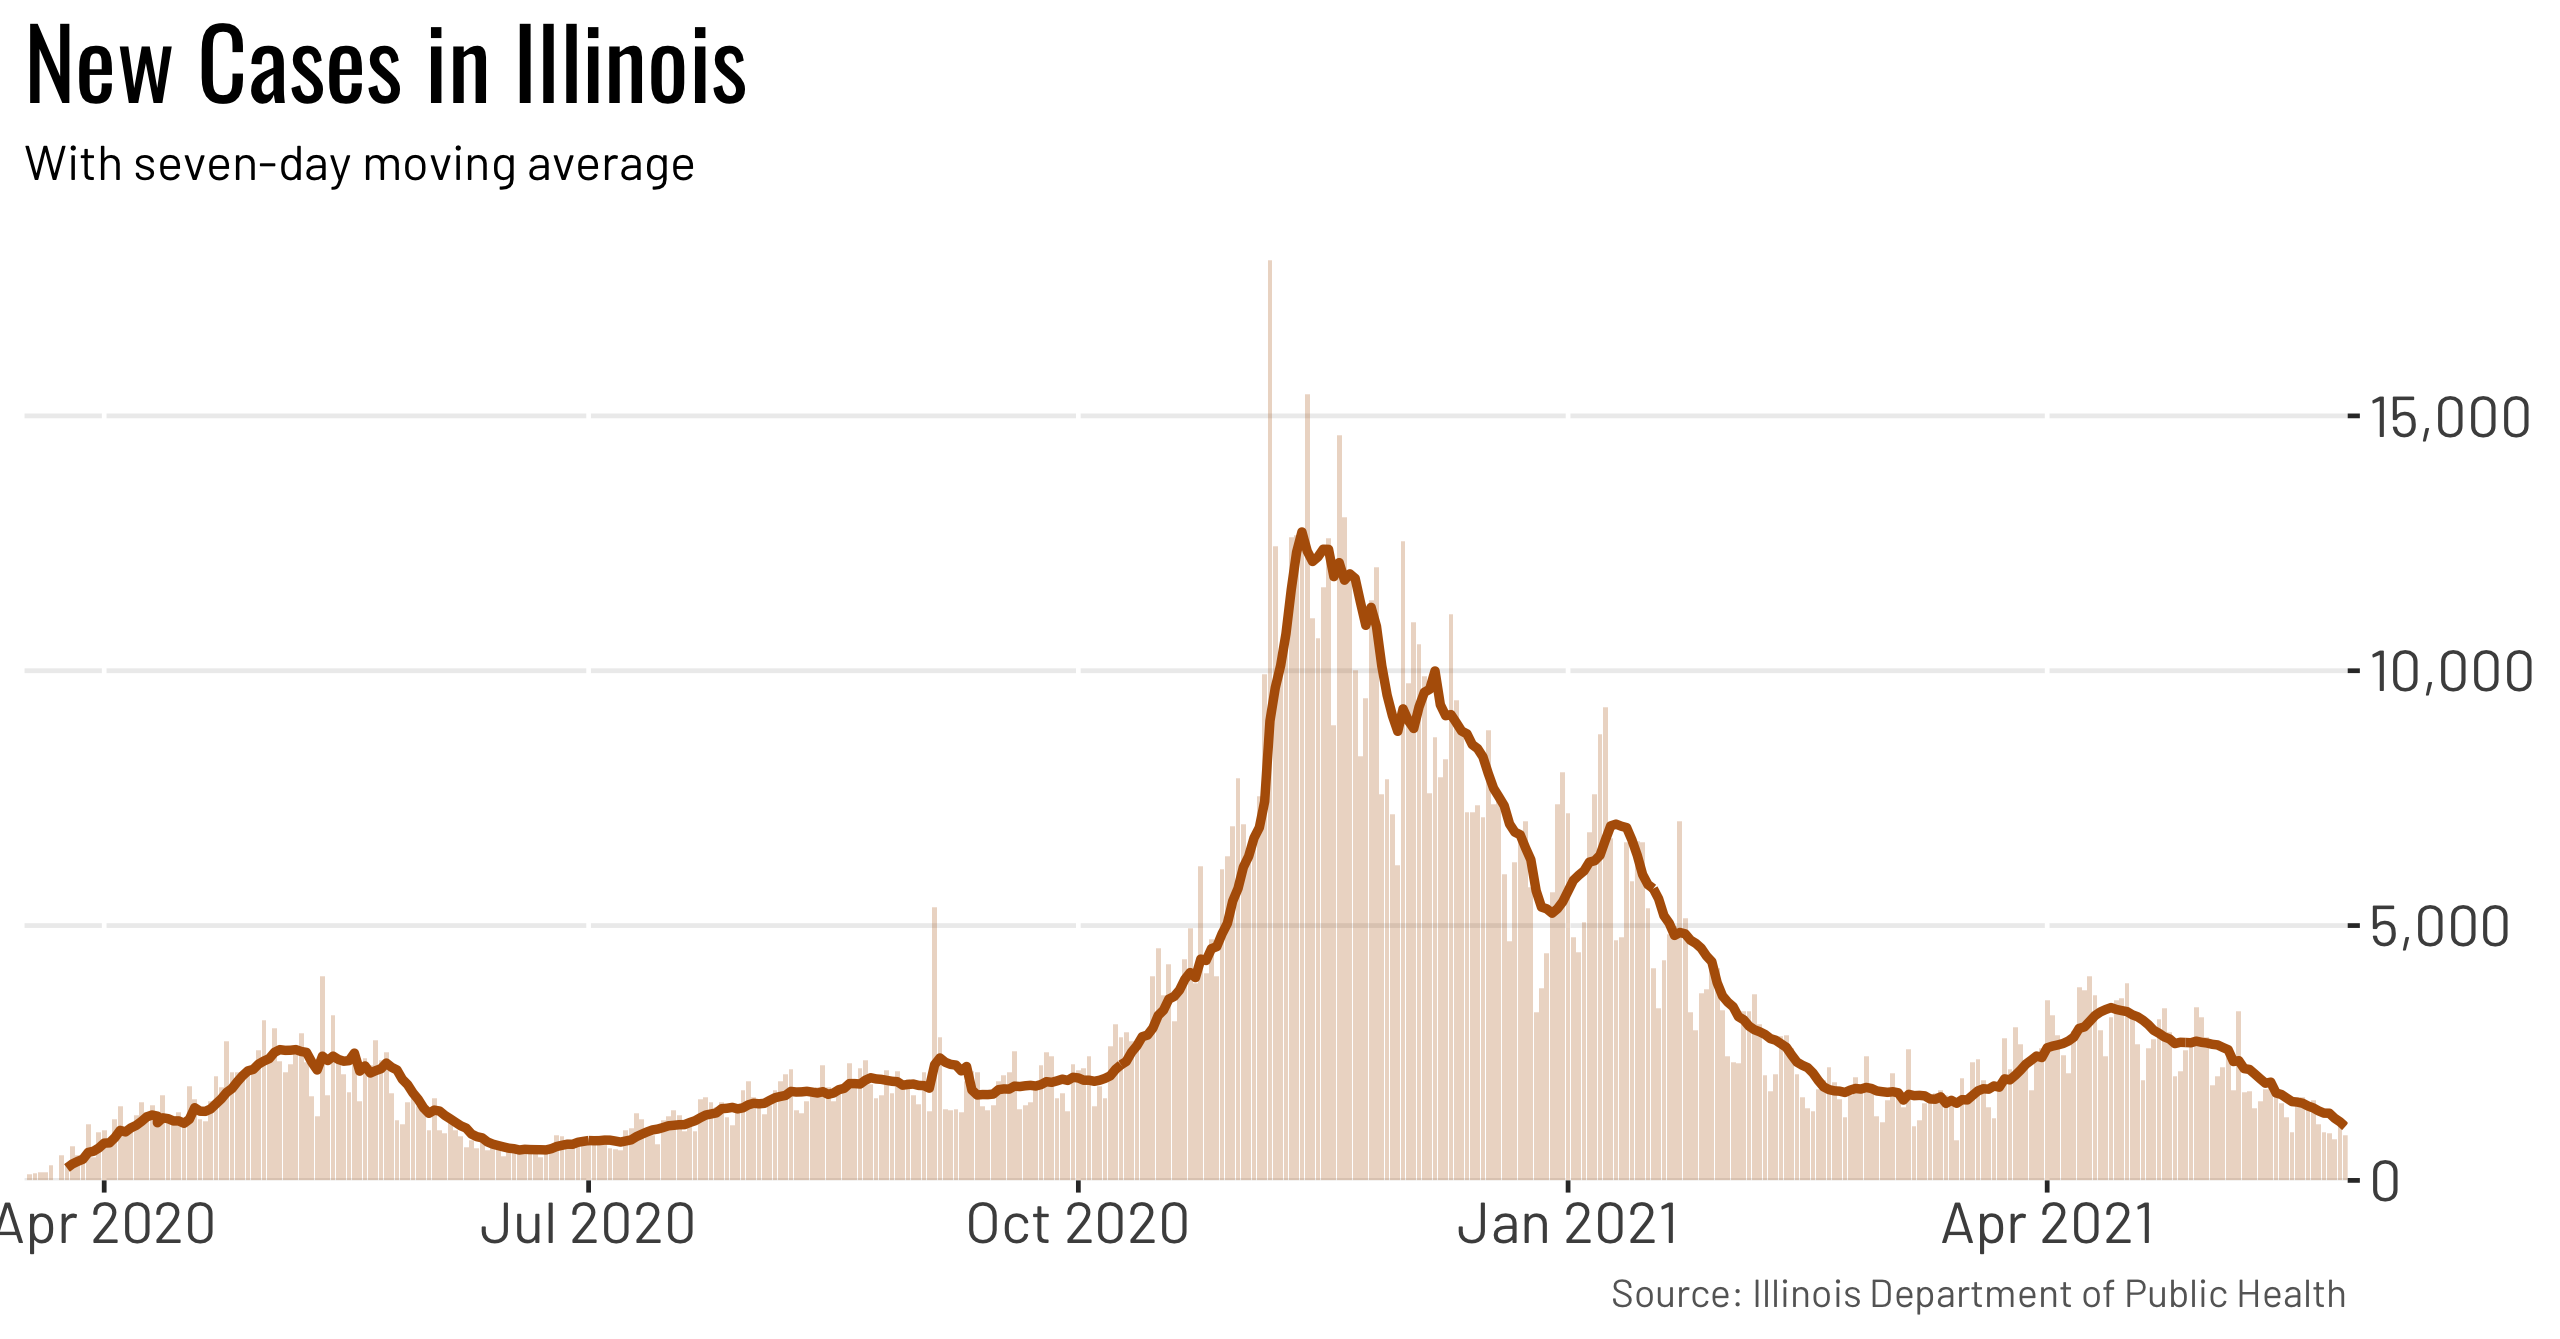 New Cases in Illinois
With seven-day moving average
15,000
10,000
5,000
0
Apr 2020 Jul 2020 Oct 2020 Jan 2021 Apr 2021
Source: Illinois Department of Public Health